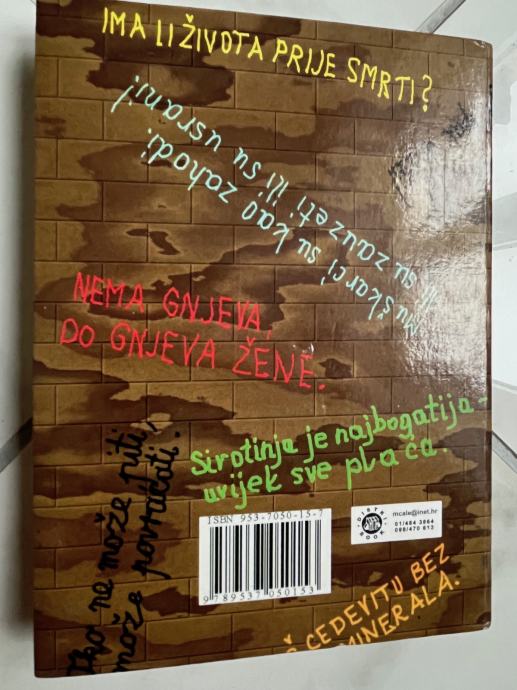 IMA LI ŽIVOTA PRIJE SMRTI?
Muškarci su kao zahodi.
Ili su zauzeti ili su usrani!
NEMA GNJEVA,
DO GNJEVA ŽENE.
Sirotinja je najbogatija -
uvijek sve plaća.
Tko ne može piti,
može povraćati.
ISBN 953-7050-15-7
9789537050153
mcale@inet.hr
01/484 3864
098/470 613
CEDEVITU BEZ
MINERALA.